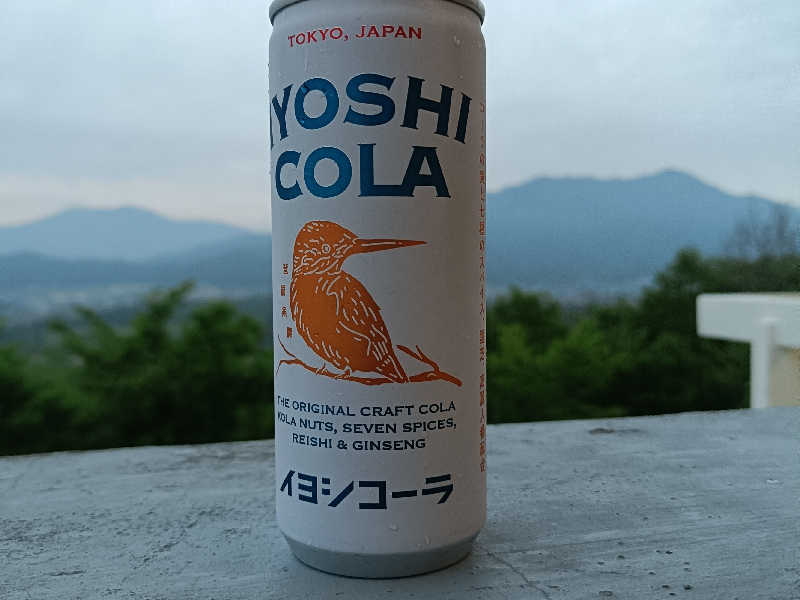 TOKYO, JAPAN
IYOSHI
COLA
THE ORIGINAL CRAFT COLA
KOLA NUTS, SEVEN SPICES,
REISHI & GINSENG
イヨシコーラ